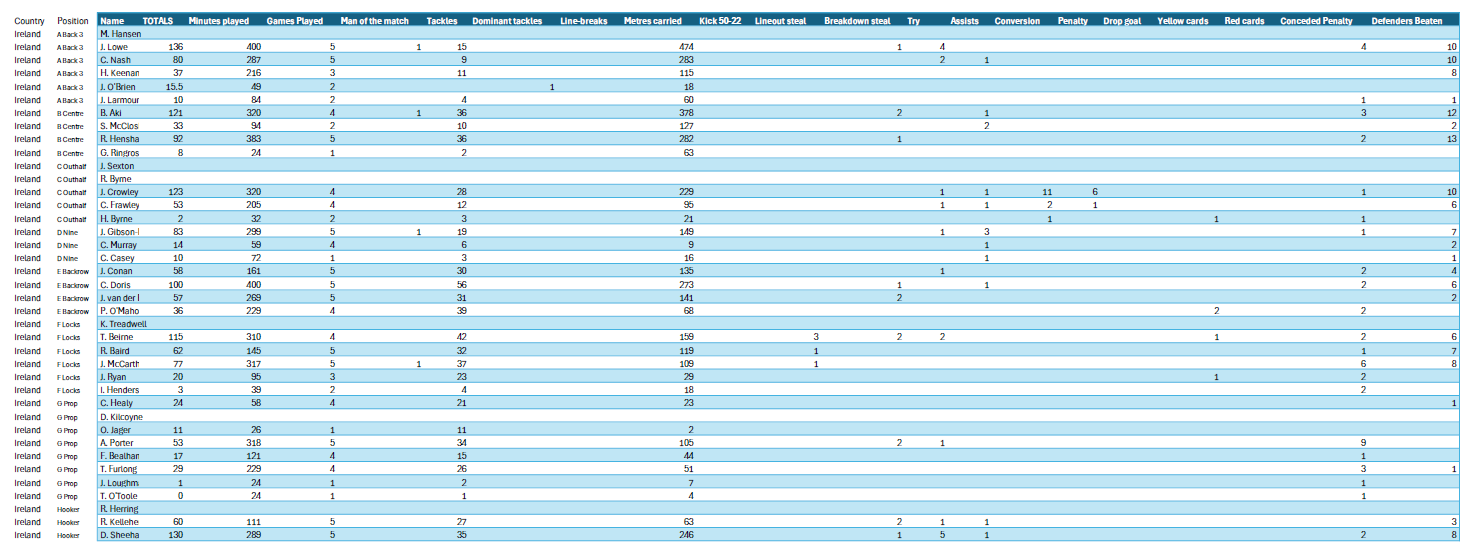 Country Position Name TOTALS Minutes played Games Played Man of the match Tackles Dominant tackles Line-breaks Metres carried Kick 50-22 Lineout steal Breakdown steal Try Assists Conversion Penalty Drop goal Yellow cards Red cards Conceded Penalty Defenders Beaten
Ireland A Back 3 M. Hansen
Ireland A Back 3 J. Lowe 136 400 5 1 15 474 1 4 4 10
Ireland A Back 3 C. Nash 80 287 5 9 283 2 1 10
Ireland A Back 3 H. Keenan 37 216 3 11 115 8
Ireland A Back 3 J. O'Brien 15.5 49 2 1 18
Ireland A Back 3 J. Larmour 10 84 2 4 60 1 1
Ireland B Centre B. Aki 121 320 4 1 36 378 2 1 3 12
Ireland B Centre S. McClos 33 94 2 10 127 2 2
Ireland B Centre R. Hensha 92 383 5 36 282 1 2 13
Ireland B Centre G. Ringros 8 24 1 2 63
Ireland C Outhalf J. Sexton
Ireland C Outhalf R. Byrne
Ireland C Outhalf J. Crowley 123 320 4 28 229 1 1 11 6 1 10
Ireland C Outhalf C. Frawley 53 205 4 12 95 1 1 2 1 6
Ireland C Outhalf H. Byrne 2 32 2 3 21 1 1 1
Ireland D Nine J. Gibson-I 83 299 5 1 19 149 1 3 1 7
Ireland D Nine C. Murray 14 59 4 6 9 1 2
Ireland D Nine C. Casey 10 72 1 3 16 1 1
Ireland E Backrow J. Conan 58 161 5 30 135 1 2 4
Ireland E Backrow C. Doris 100 400 5 56 273 1 1 2 6
Ireland E Backrow J. van der I 57 269 5 31 141 2 2
Ireland E Backrow P. O'Maho 36 229 4 39 68 2 2
Ireland F Locks K. Treadwell
Ireland F Locks T. Beirne 115 310 4 42 159 3 2 2 1 2 6
Ireland F Locks R. Baird 62 145 5 32 119 1 1 7
Ireland F Locks J. McCarth 77 317 5 1 37 109 1 6 8
Ireland F Locks J. Ryan 20 95 3 23 29 1 2
Ireland F Locks I. Henders 3 39 2 4 18 2
Ireland G Prop C. Healy 24 58 4 21 23 1
Ireland G Prop D. Kilcoyne
Ireland G Prop O. Jager 11 26 1 11 2
Ireland G Prop A. Porter 53 318 5 34 105 2 1 9
Ireland G Prop F. Bealhan 17 121 4 15 44 1
Ireland G Prop T. Furlong 29 229 4 26 51 3 1
Ireland G Prop J. Loughm 1 24 1 2 7 1
Ireland G Prop T. O'Toole 0 24 1 1 4 1
Ireland Hooker R. Herring
Ireland Hooker R. Kellehe 60 111 5 27 63 2 1 1 3
Ireland Hooker D. Sheeha 130 289 5 35 246 1 5 1 2 8